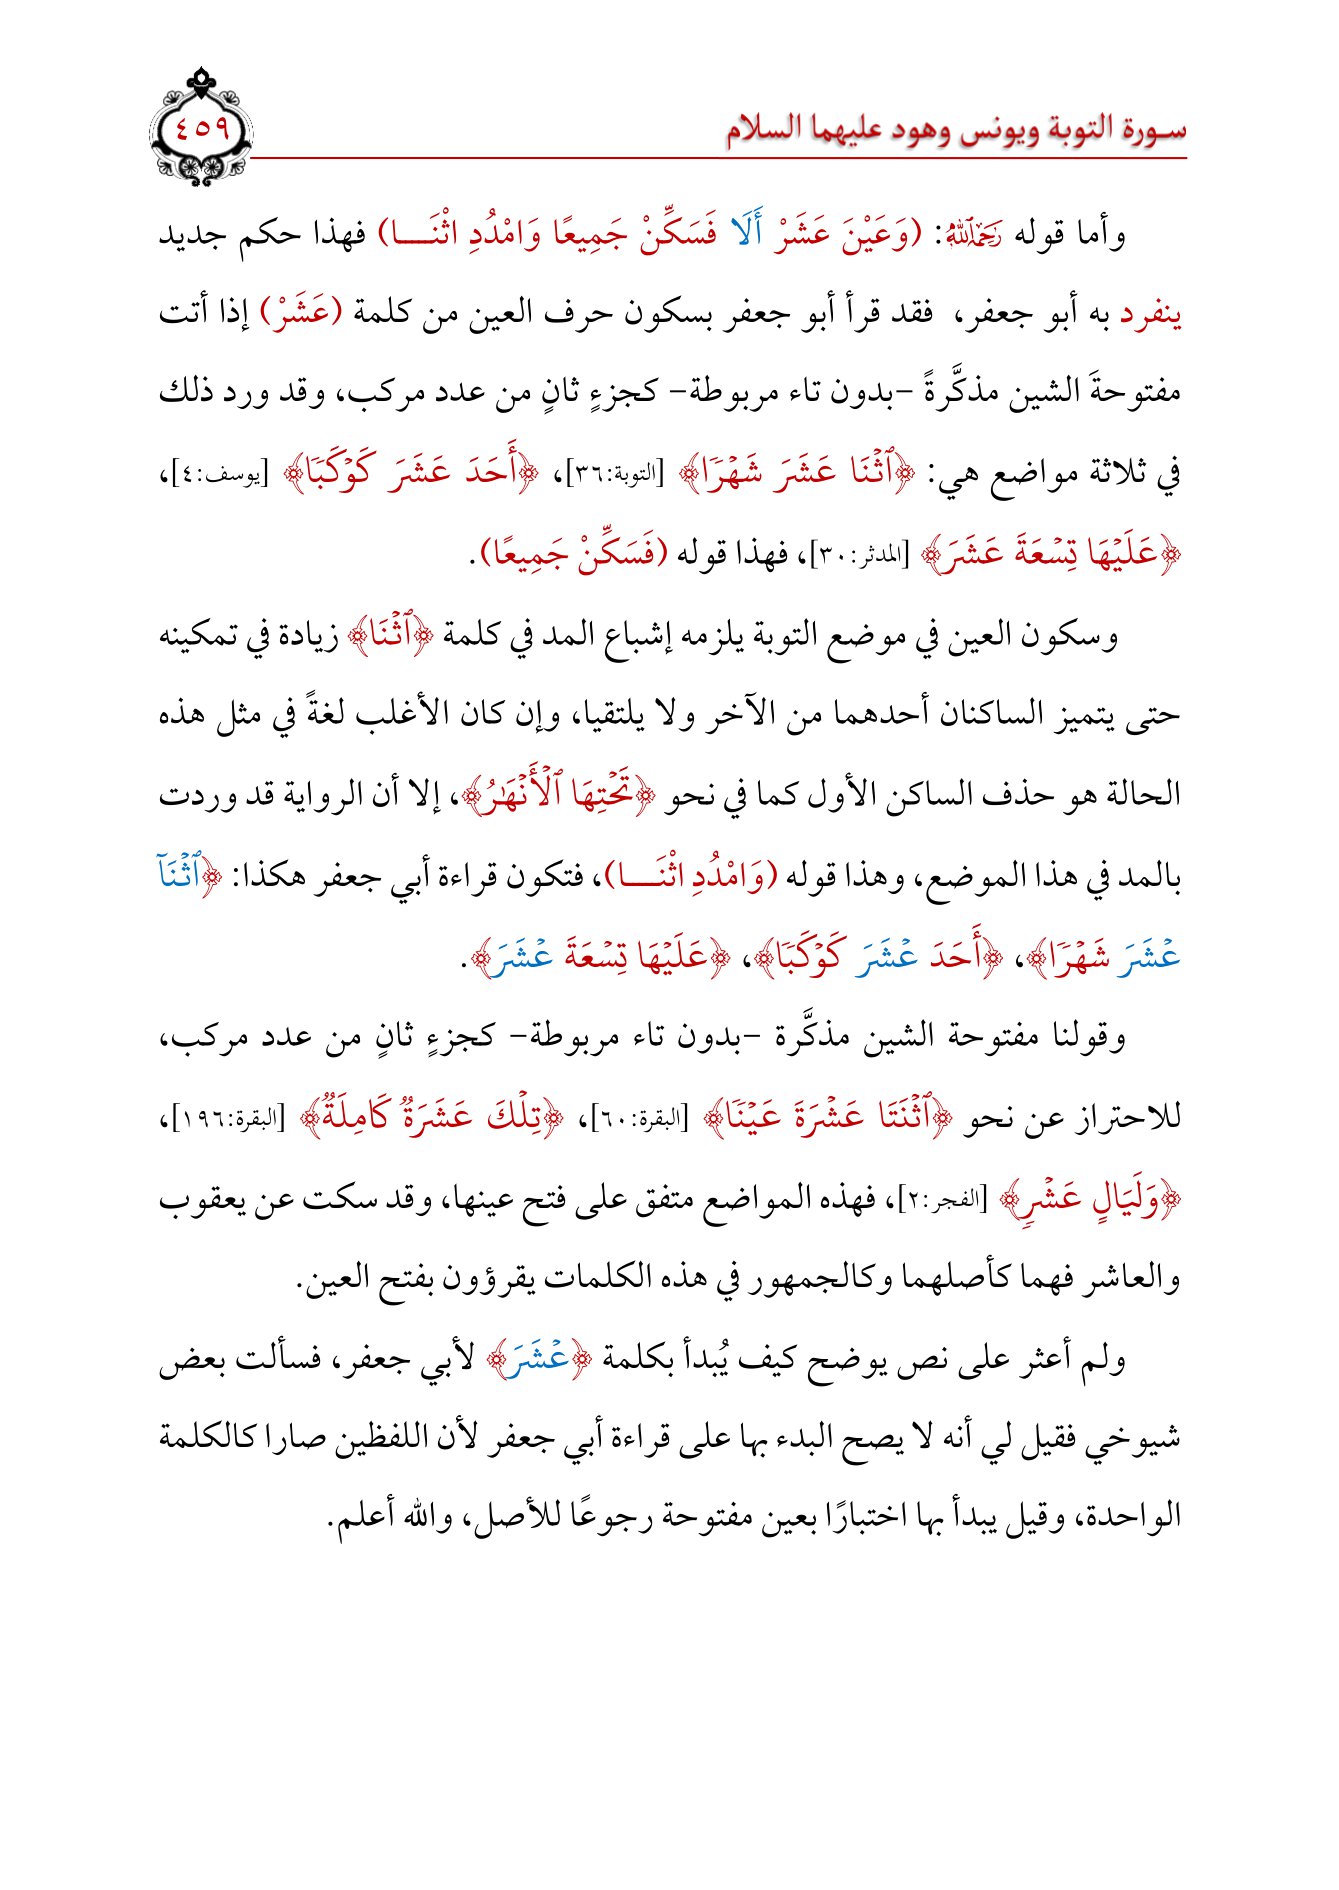 سورة التوبة ويونس وهود عليهما السلام
٤٥٩
وأما قوله رَحِمَهُ ٱللَّهُ: (وَعَيْنَ عَشَرْ أَلَا فَسَكِّنْ جَمِيعًا وَامْدُدِ اثْنَـــا) فهذا حكم جديد
ينفرد به أبو جعفر، فقد قرأ أبو جعفر بسكون حرف العين من كلمة (عَشَرْ) إذا أتت
مفتوحةَ الشين مذكَّرةً -بدون تاء مربوطة- كجزءٍ ثانٍ من عدد مركب، وقد ورد ذلك
في ثلاثة مواضع هي: ﴿ٱثۡنَا عَشَرَ شَهۡرٗا﴾ [التوبة:٣٦]، ﴿أَحَدَ عَشَرَ كَوۡكَبٗا﴾ [يوسف:٤]،
﴿عَلَيۡهَا تِسۡعَةَ عَشَرَ﴾ [المدثر:٣٠]، فهذا قوله (فَسَكِّنْ جَمِيعًا).
وسكون العين في موضع التوبة يلزمه إشباع المد في كلمة ﴿ٱثۡنَا﴾ زيادة في تمكينه
حتى يتميز الساكنان أحدهما من الآخر ولا يلتقيا، وإن كان الأغلب لغةً في مثل هذه
الحالة هو حذف الساكن الأول كما في نحو ﴿تَحۡتِهَا ٱلۡأَنۡهَٰرُ﴾، إلا أن الرواية قد وردت
بالمد في هذا الموضع، وهذا قوله (وَامْدُدِ اثْنَـــا)، فتكون قراءة أبي جعفر هكذا: ﴿ٱثۡنَآ
عۡشَرَ شَهۡرٗا﴾، ﴿أَحَدَ عۡشَرَ كَوۡكَبٗا﴾، ﴿عَلَيۡهَا تِسۡعَةَ عۡشَرَ﴾.
وقولنا مفتوحة الشين مذكَّرة -بدون تاء مربوطة- كجزءٍ ثانٍ من عدد مركب،
للاحتراز عن نحو ﴿ٱثۡنَتَا عَشۡرَةَ عَيۡنٗا﴾ [البقرة:٦٠]، ﴿تِلۡكَ عَشَرَةٞ كَامِلَةٞ﴾ [البقرة:١٩٦]،
﴿وَلَيَالٍ عَشۡرٖ﴾ [الفجر:٢]، فهذه المواضع متفق على فتح عينها، وقد سكت عن يعقوب
والعاشر فهما كأصلهما وكالجمهور في هذه الكلمات يقرؤون بفتح العين.
ولم أعثر على نص يوضح كيف يُبدأ بكلمة ﴿عۡشَرَ﴾ لأبي جعفر، فسألت بعض
شيوخي فقيل لي أنه لا يصح البدء بها على قراءة أبي جعفر لأن اللفظين صارا كالكلمة
الواحدة، وقيل يبدأ بها اختبارًا بعين مفتوحة رجوعًا للأصل، والله أعلم.